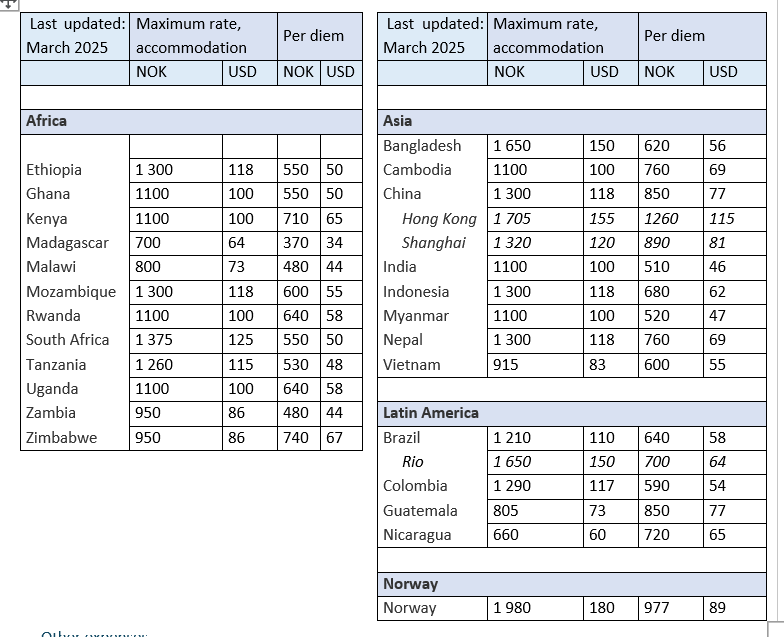 Last updated: March 2025 Maximum rate, accommodation Per diem
NOK USD NOK USD
Africa
Ethiopia 1 300 118 550 50
Ghana 1100 100 550 50
Kenya 1100 100 710 65
Madagascar 700 64 370 34
Malawi 800 73 480 44
Mozambique 1 300 118 600 55
Rwanda 1100 100 640 58
South Africa 1 375 125 550 50
Tanzania 1 260 115 530 48
Uganda 1100 100 640 58
Zambia 950 86 480 44
Zimbabwe 950 86 740 67
Last updated: March 2025 Maximum rate, accommodation Per diem
NOK USD NOK USD
Asia
Bangladesh 1 650 150 620 56
Cambodia 1100 100 760 69
China 1 300 118 850 77
Hong Kong 1 705 155 1260 115
Shanghai 1 320 120 890 81
India 1100 100 510 46
Indonesia 1 300 118 680 62
Myanmar 1100 100 520 47
Nepal 1 300 118 760 69
Vietnam 915 83 600 55
Latin America
Brazil 1 210 110 640 58
Rio 1 650 150 700 64
Colombia 1 290 117 590 54
Guatemala 805 73 850 77
Nicaragua 660 60 720 65
Norway
Norway 1 980 180 977 89